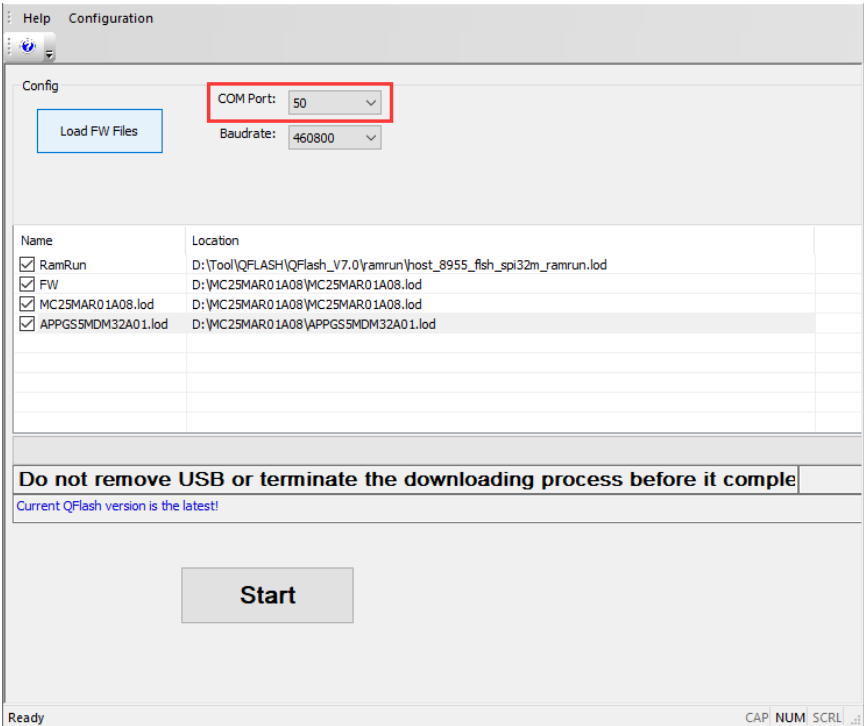 Help Configuration
Config
COM Port: 50
Load FW Files
Baudrate: 460800
Name Location
RamRun D:\Tool\QFLASH\QFlash_V7.0\ramrun\host_8955_flsh_spi32m_ramrun.lod
FW D:\MC25MAR01A08\MC25MAR01A08.lod
MC25MAR01A08.lod D:\MC25MAR01A08\MC25MAR01A08.lod
APPGS5MDM32A01.lod D:\MC25MAR01A08\APPGS5MDM32A01.lod
Do not remove USB or terminate the downloading process before it comple
Current QFlash version is the latest!
Start
Ready CAP NUM SCRL